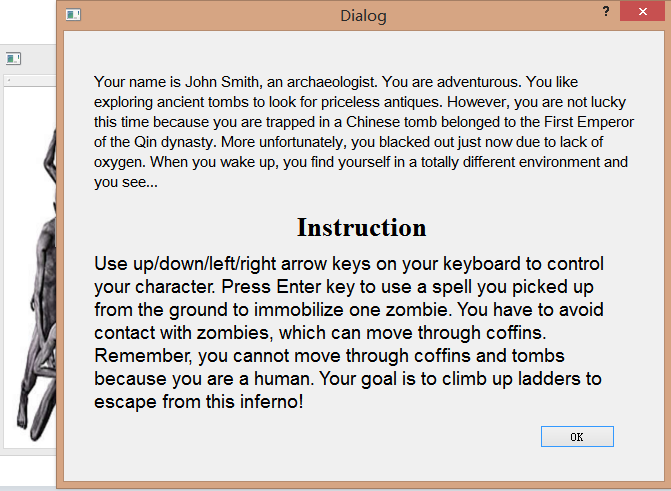 Dialog
?
Your name is John Smith, an archaeologist. You are adventurous. You like
exploring ancient tombs to look for priceless antiques. However, you are not lucky
this time because you are trapped in a Chinese tomb belonged to the First Emperor
of the Qin dynasty. More unfortunately, you blacked out just now due to lack of
oxygen. When you wake up, you find yourself in a totally different environment and
you see...
Instruction
Use up/down/left/right arrow keys on your keyboard to control
your character. Press Enter key to use a spell you picked up
from the ground to immobilize one zombie. You have to avoid
contact with zombies, which can move through coffins.
Remember, you cannot move through coffins and tombs
because you are a human. Your goal is to climb up ladders to
escape from this inferno!
OK